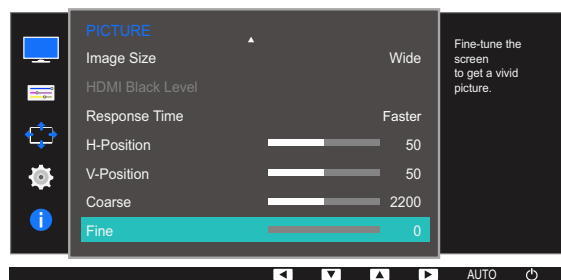 PICTURE
Image Size Wide
HDMI Black Level
Response Time Faster
H-Position 50
V-Position 50
Coarse 2200
Fine 0
Fine-tune the
screen
to get a vivid
picture.
AUTO